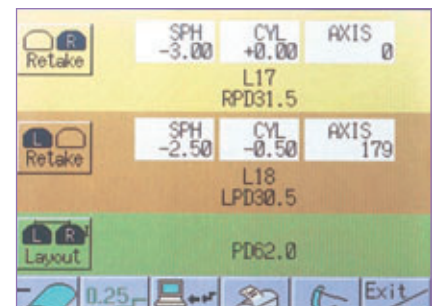 SPH CYL AXIS
R
Retake -3.00 +0.00 0
L17
RPD31.5
SPH CYL AXIS
L
Retake -2.50 -0.50 179
L18
LPD30.5
L R
Layout PD62.0
0.25 Exit